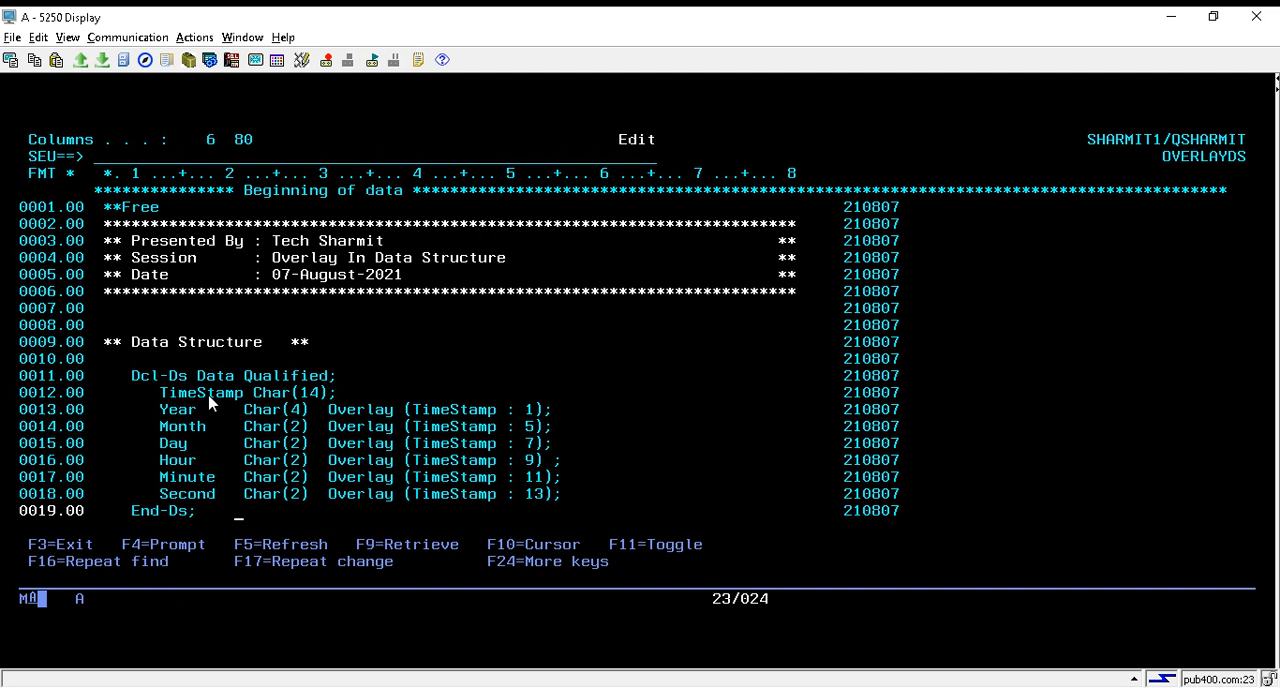 A - 5250 Display
File Edit View Communication Actions Window Help
Columns . . . :    6  80                                       Edit                                                SHARMIT1/QSHARMIT
SEU==>                                                                                                                     OVERLAYDS
FMT *  *. 1 ...+... 2 ...+... 3 ...+... 4 ...+... 5 ...+... 6 ...+... 7 ...+... 8
*************** Beginning of data ***************************************************************************************
0001.00  **Free                                                                         210807
0002.00  **************************************************************************     210807
0003.00  ** Presented By : Tech Sharmit                                          **     210807
0004.00  ** Session      : Overlay In Data Structure                             **     210807
0005.00  ** Date         : 07-August-2021                                        **     210807
0006.00  **************************************************************************     210807
0007.00                                                                                 210807
0008.00                                                                                 210807
0009.00  ** Data Structure   **                                                         210807
0010.00                                                                                 210807
0011.00     Dcl-Ds Data Qualified;                                                      210807
0012.00        TimeStamp Char(14);                                                      210807
0013.00        Year     Char(4)  Overlay (TimeStamp : 1);                               210807
0014.00        Month    Char(2)  Overlay (TimeStamp : 5);                               210807
0015.00        Day      Char(2)  Overlay (TimeStamp : 7);                               210807
0016.00        Hour     Char(2)  Overlay (TimeStamp : 9) ;                              210807
0017.00        Minute   Char(2)  Overlay (TimeStamp : 11);                              210807
0018.00        Second   Char(2)  Overlay (TimeStamp : 13);                              210807
0019.00     End-Ds;                                                                     210807
F3=Exit   F4=Prompt   F5=Refresh   F9=Retrieve   F10=Cursor   F11=Toggle
F16=Repeat find       F17=Repeat change          F24=More keys
MA    A                                                                   23/024
pub400.com:23